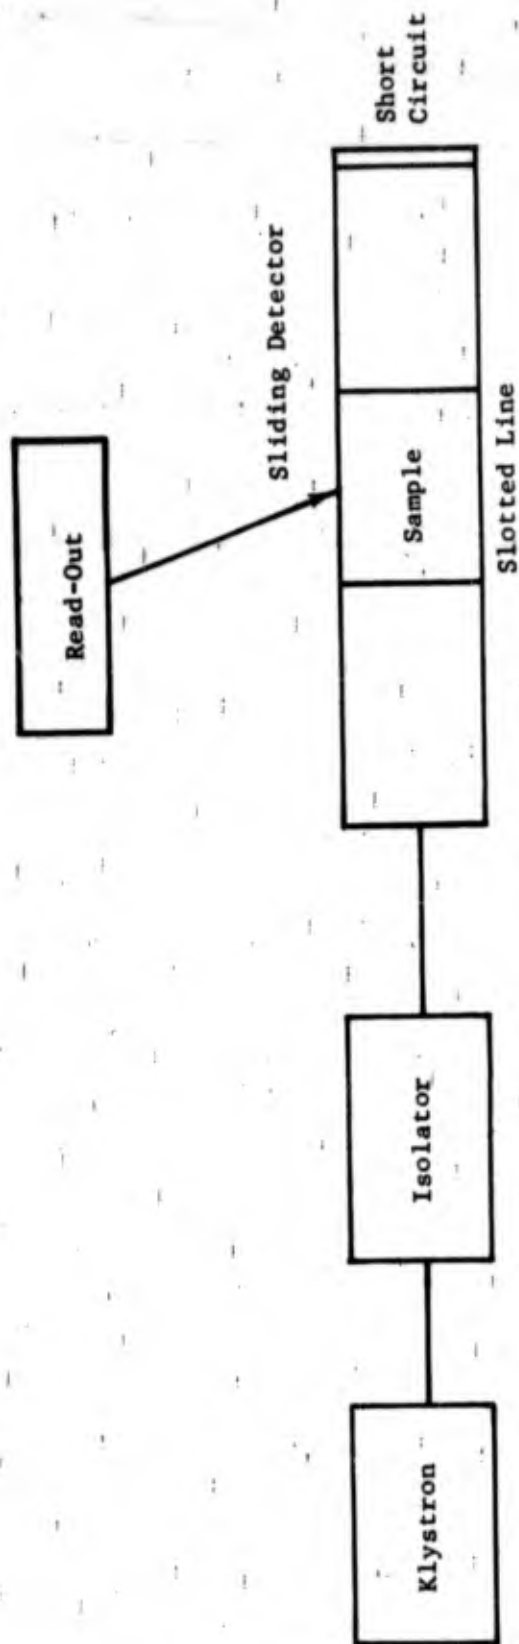 Read-Out
Sliding Detector
Klystron
Isolator
Sample
Short
Circuit
Slotted Line